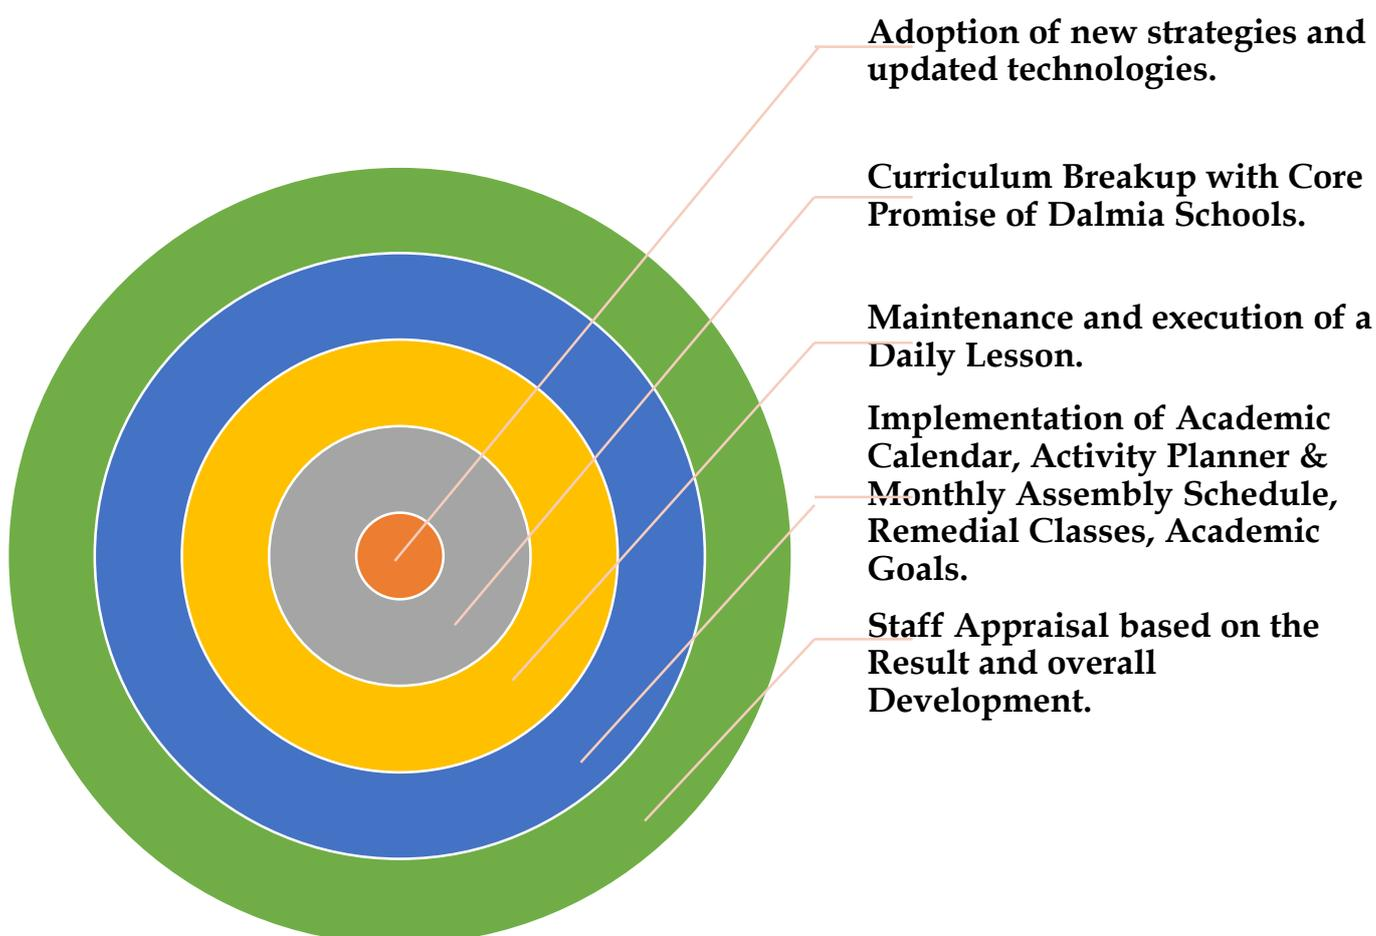 Adoption of new strategies and
updated technologies.
Curriculum Breakup with Core
Promise of Dalmia Schools.
Maintenance and execution of a
Daily Lesson.
Implementation of Academic
Calendar, Activity Planner &
Monthly Assembly Schedule,
Remedial Classes, Academic
Goals.
Staff Appraisal based on the
Result and overall
Development.